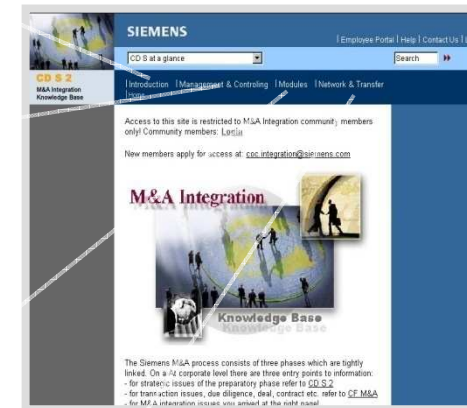 SIEMENS
| Employee Portal | Help | Contact Us |
CD S at a glance
Search
CD S 2
M&A Integration
Knowledge Base
| Introduction | Management & Controling | Modules | Network & Transfer
| Home
Access to this site is restricted to M&A Integration community members
only! Community members: Login
New members apply for access at: coc.integration@siemens.com
M&A Integration
Knowledge Base
The Siemens M&A process consists of three phases which are tightly
linked. On a At corporate level there are three entry points to information:
- for strategic issues of the preparatory phase refer to CD S 2
- for transaction issues, due diligence, deal, contract etc. refer to CF M&A
- for M&A integration issues you arrived at the right page!